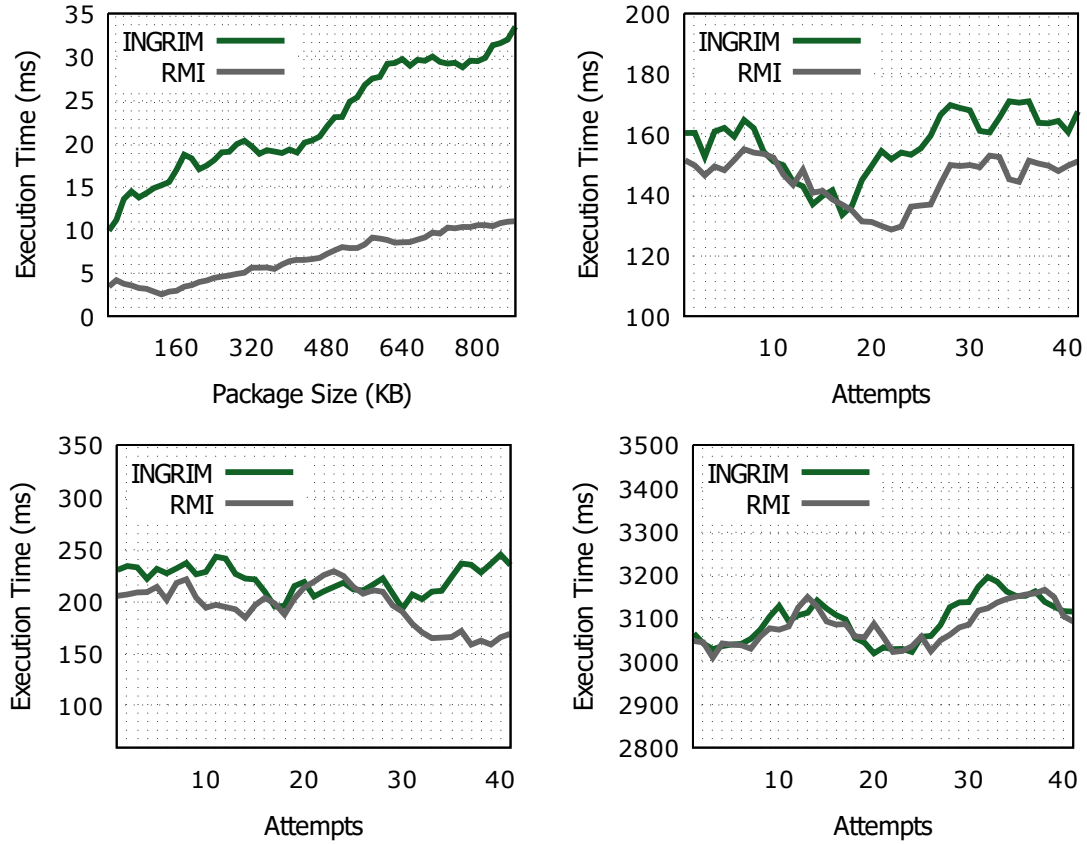 35
30
25
20
15
10
5
0
Execution Time (ms)
INGRIM
RMI
160 320 480 640 800
Package Size (KB)
200
180
160
140
120
100
Execution Time (ms)
INGRIM
RMI
10 20 30 40
Attempts
350
300
250
200
150
100
Execution Time (ms)
INGRIM
RMI
10 20 30 40
Attempts
3500
3400
3300
3200
3100
3000
2900
2800
Execution Time (ms)
INGRIM
RMI
10 20 30 40
Attempts